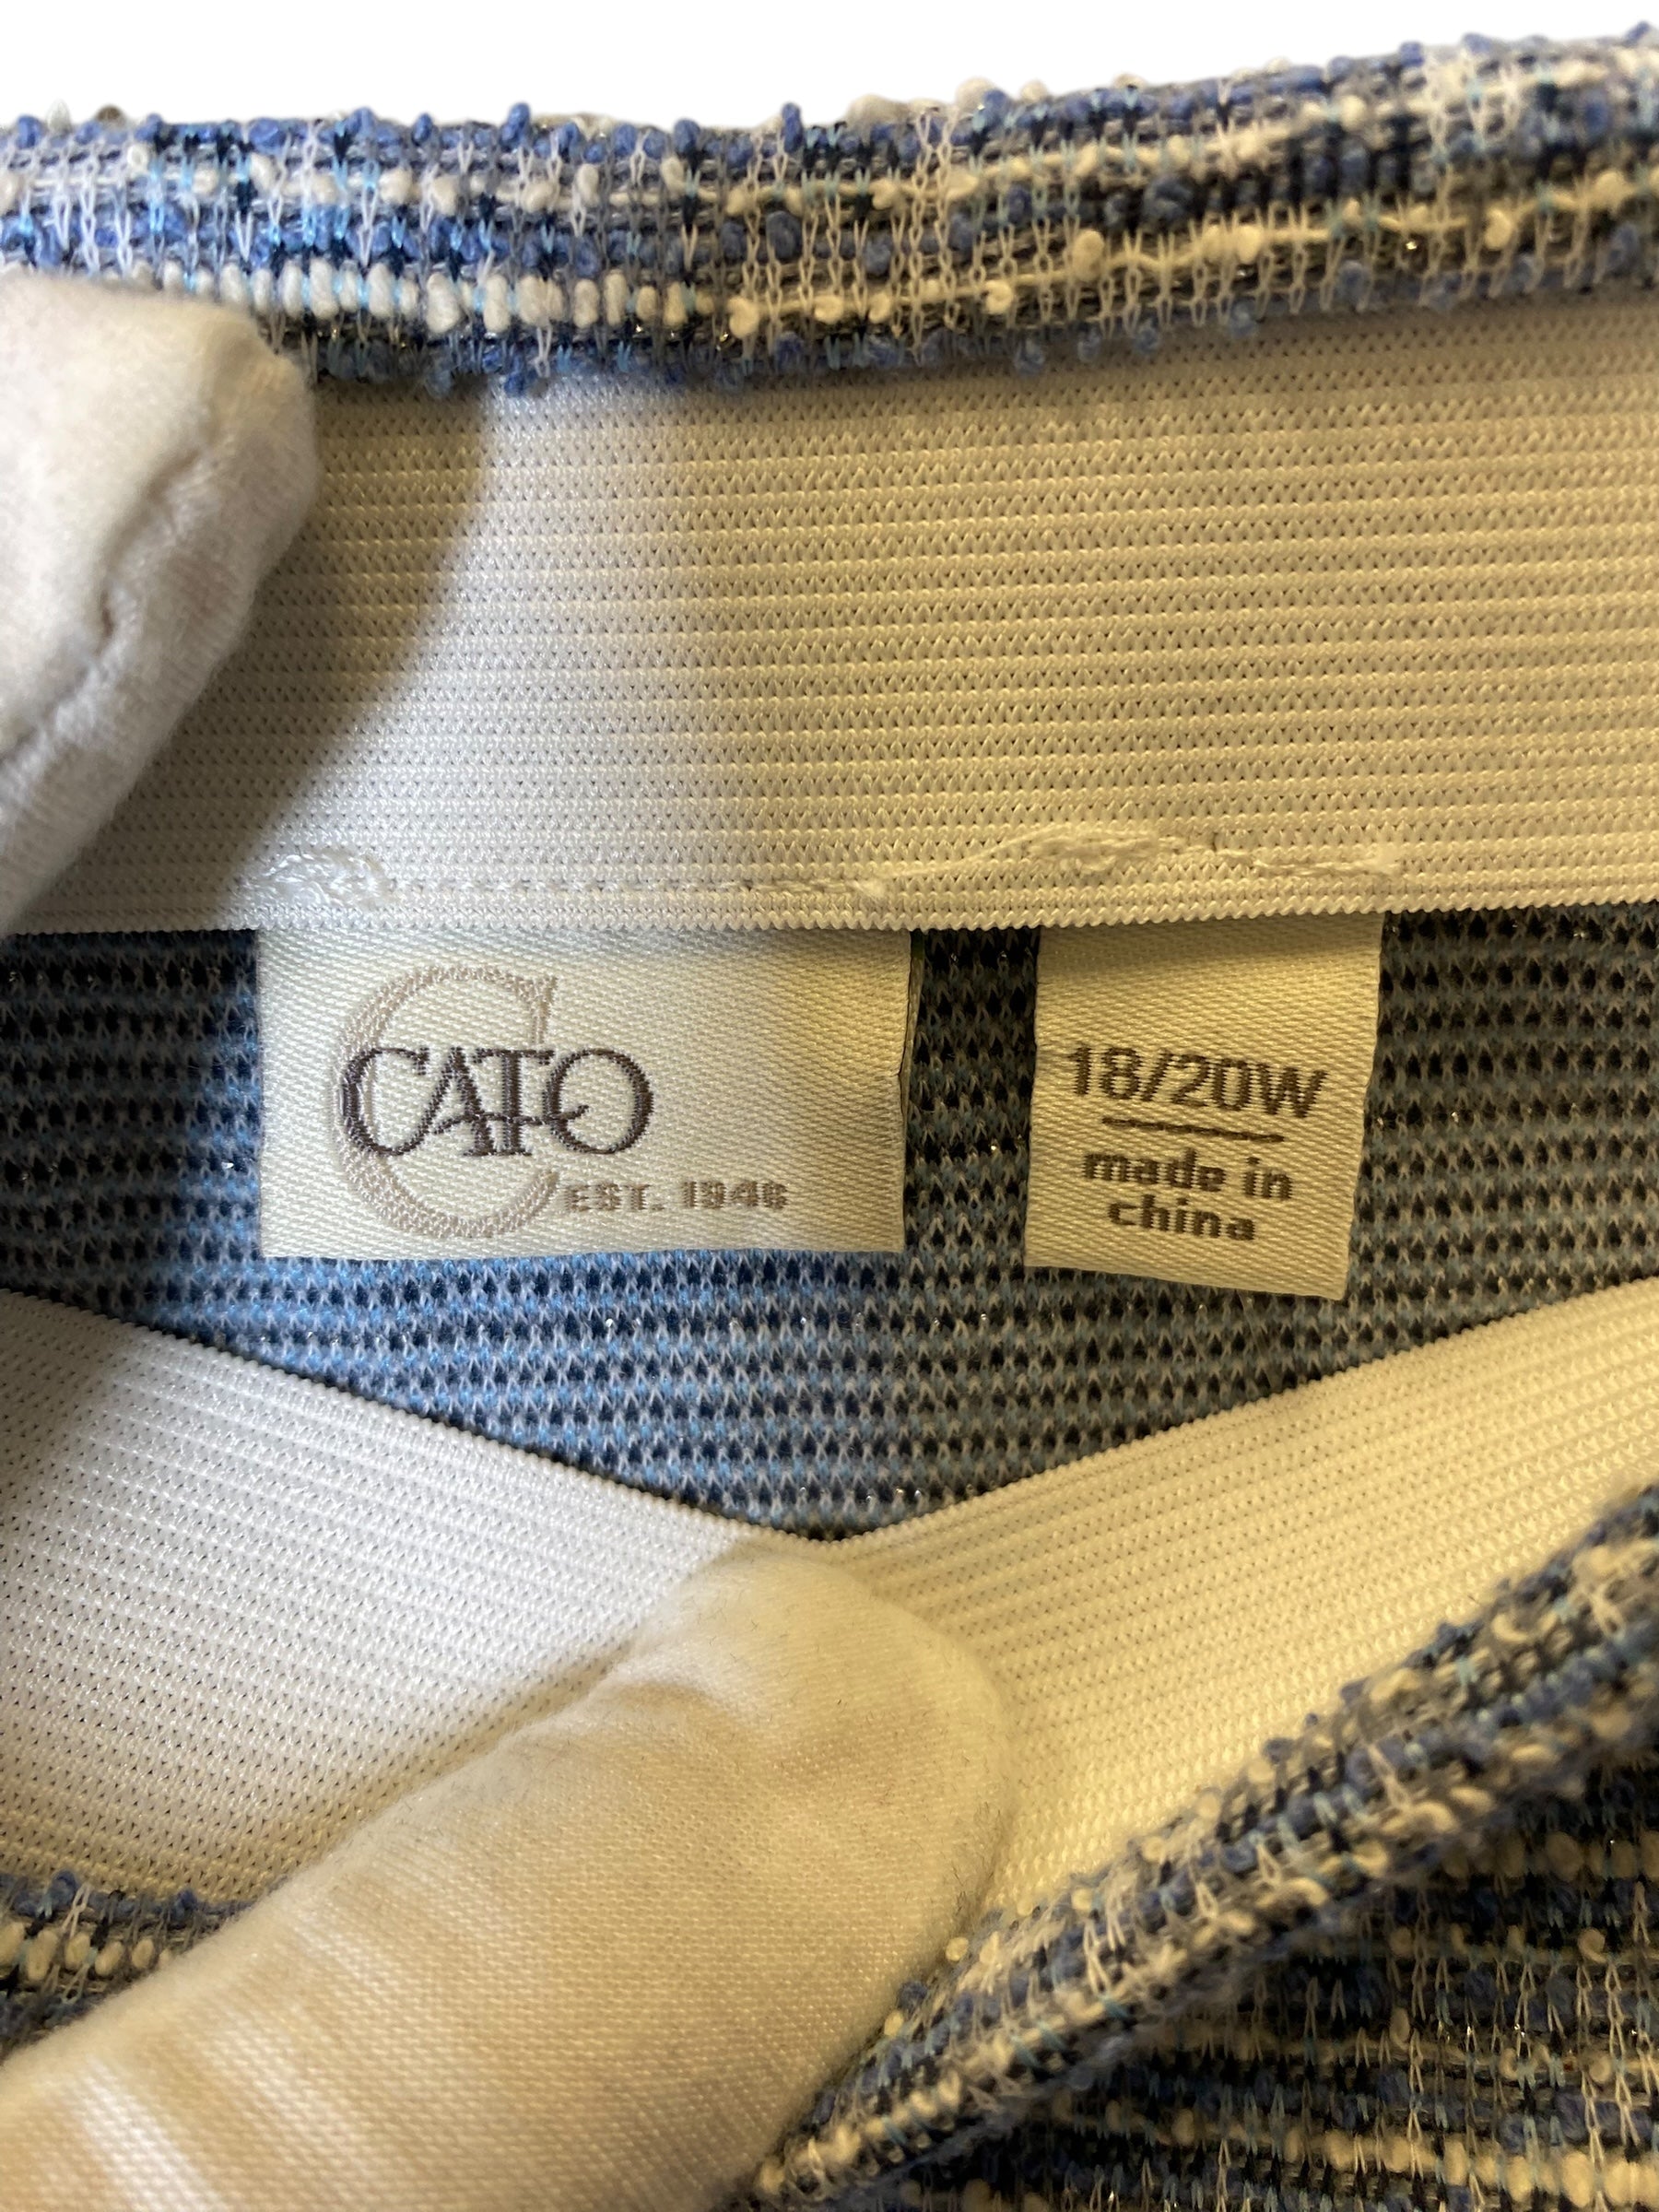 C
CATO
EST. 1946
18/20W
made in
china